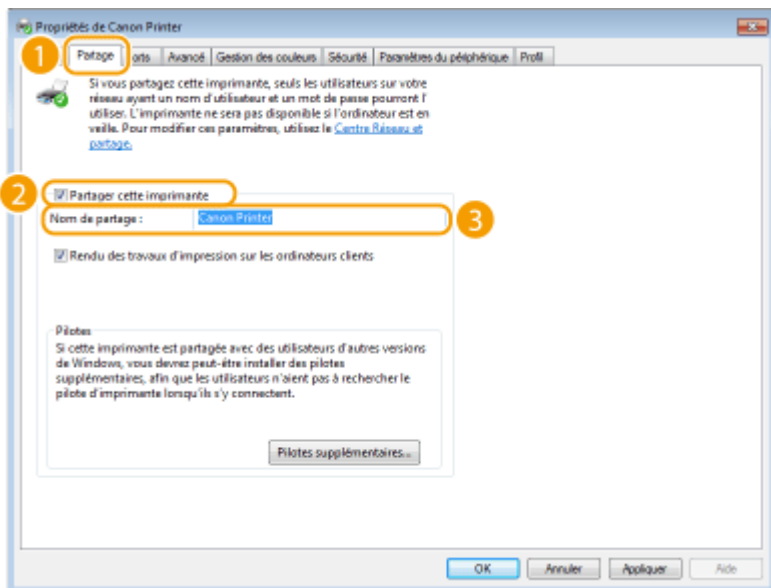 Propriétés de Canon Printer
1 Partage orts Avancé Gestion des couleurs Sécurité Paramètres du périphérique Profil
Si vous partagez cette imprimante, seuls les utilisateurs sur votre
réseau ayant un nom d'utilisateur et un mot de passe pourront l'
utiliser. L'imprimante ne sera pas disponible si l'ordinateur est en
veille. Pour modifier ces paramètres, utilisez le Centre Réseau et
partage.
2 Partager cette imprimante
Nom de partage : Canon Printer 3
Rendu des travaux d'impression sur les ordinateurs clients
Pilotes
Si cette imprimante est partagée avec des utilisateurs d'autres versions
de Windows, vous devrez peut-être installer des pilotes
supplémentaires, afin que les utilisateurs n'aient pas à rechercher le
pilote d'imprimante lorsqu'ils s'y connectent.
Pilotes supplémentaires...
OK Annuler Appliquer Aide